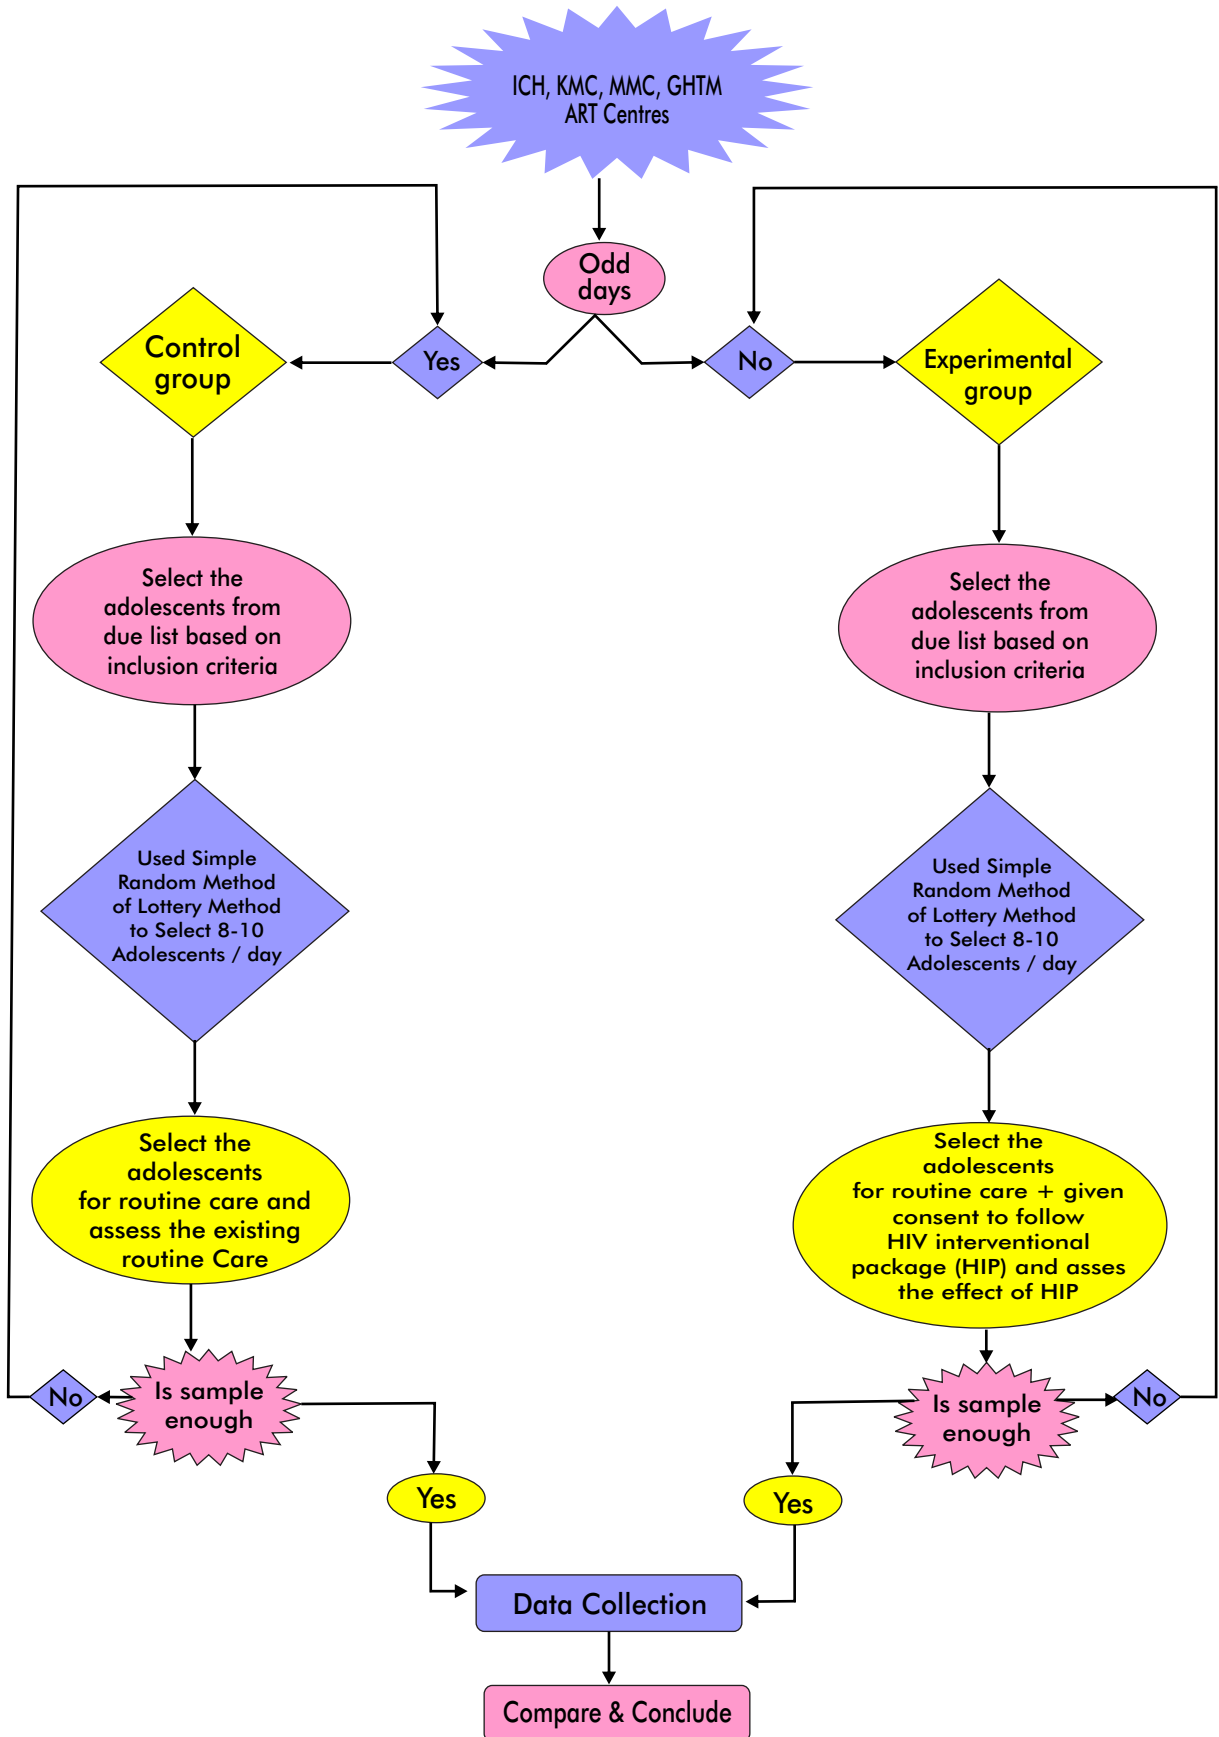 ICH, KMC, MMC, GHTM
ART Centres
Odd
days
Control
group
Yes
No
Experimental
group
Select the
adolescents from
due list based on
inclusion criteria
Select the
adolescents from
due list based on
inclusion criteria
Used Simple
Random Method
of Lottery Method
to Select 8-10
Adolescents / day
Used Simple
Random Method
of Lottery Method
to Select 8-10
Adolescents / day
Select the
adolescents
for routine care and
assess the existing
routine Care
Select the
adolescents
for routine care + given
consent to follow
HIV interventional
package (HIP) and asses
the effect of HIP
No
Is sample
enough
Is sample
enough
No
Yes
Yes
Data Collection
Compare & Conclude